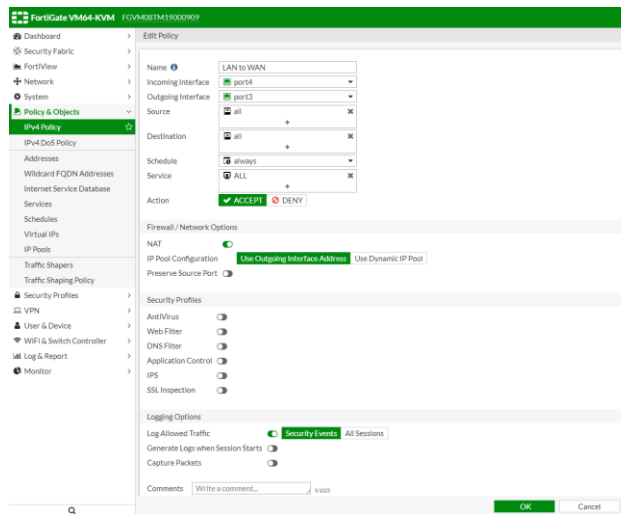 FortiGate VM64-KVM FGVM08TM19000909
Dashboard
Security Fabric
FortiView
Network
System
Policy & Objects
IPv4 Policy
IPv4 DoS Policy
Addresses
Wildcard FQDN Addresses
Internet Service Database
Services
Schedules
Virtual IPs
IP Pools
Traffic Shapers
Traffic Shaping Policy
Security Profiles
VPN
User & Device
WiFi & Switch Controller
Log & Report
Monitor
Edit Policy
Name LAN to WAN
Incoming Interface port4
Outgoing Interface port3
Source all
+
Destination all
+
Schedule always
Service ALL
+
Action ACCEPT DENY
Firewall / Network Options
NAT
IP Pool Configuration Use Outgoing Interface Address Use Dynamic IP Pool
Preserve Source Port
Security Profiles
AntiVirus
Web Filter
DNS Filter
Application Control
IPS
SSL Inspection
Logging Options
Log Allowed Traffic Security Events All Sessions
Generate Logs when Session Starts
Capture Packets
Comments Write a comment... 0/1023
OK Cancel